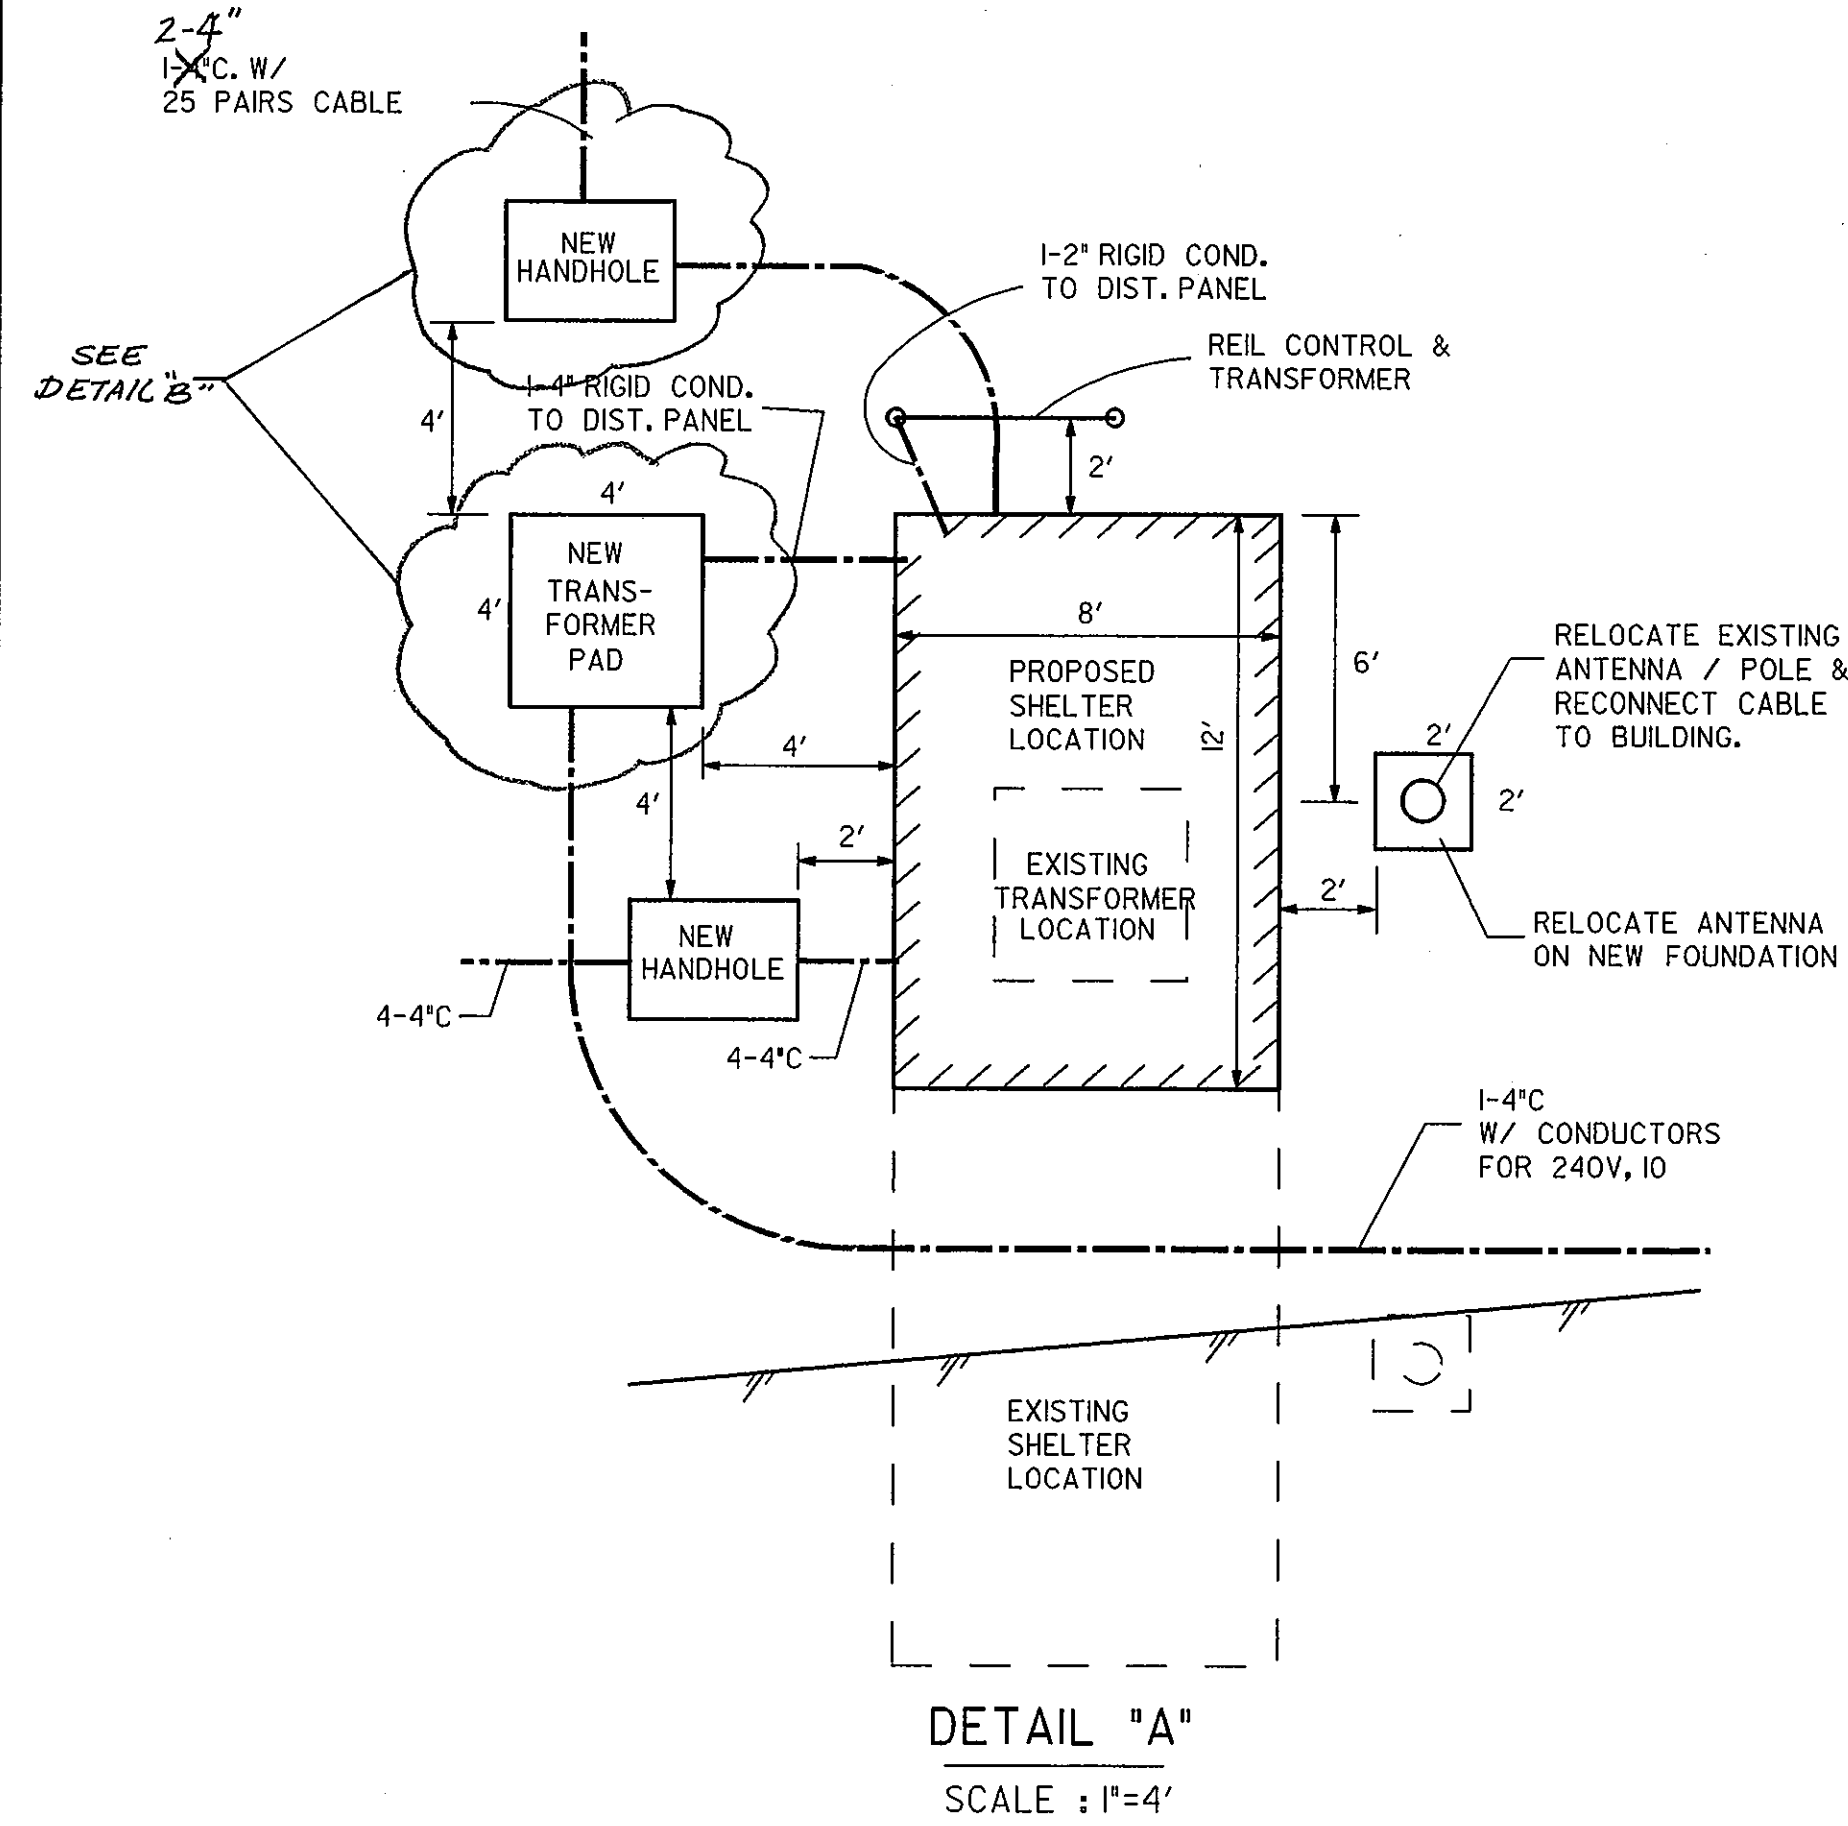 2-4"
1-X"C. W/
25 PAIRS CABLE
NEW
HANDHOLE
1-2" RIGID COND.
TO DIST. PANEL
REIL CONTROL &
TRANSFORMER
SEE
DETAIL "B"
1-4" RIGID COND.
TO DIST. PANEL
4'
2'
4'
NEW
TRANS-
FORMER
PAD
4'
8'
6'
PROPOSED
SHELTER
LOCATION
12'
RELOCATE EXISTING
ANTENNA / POLE &
RECONNECT CABLE
TO BUILDING.
2'
2'
4'
4'
2'
EXISTING
TRANSFORMER
LOCATION
2'
NEW
HANDHOLE
RELOCATE ANTENNA
ON NEW FOUNDATION
4-4"C
4-4"C
1-4"C
W/ CONDUCTORS
FOR 240V, 10
EXISTING
SHELTER
LOCATION
DETAIL "A"
SCALE : 1"=4'